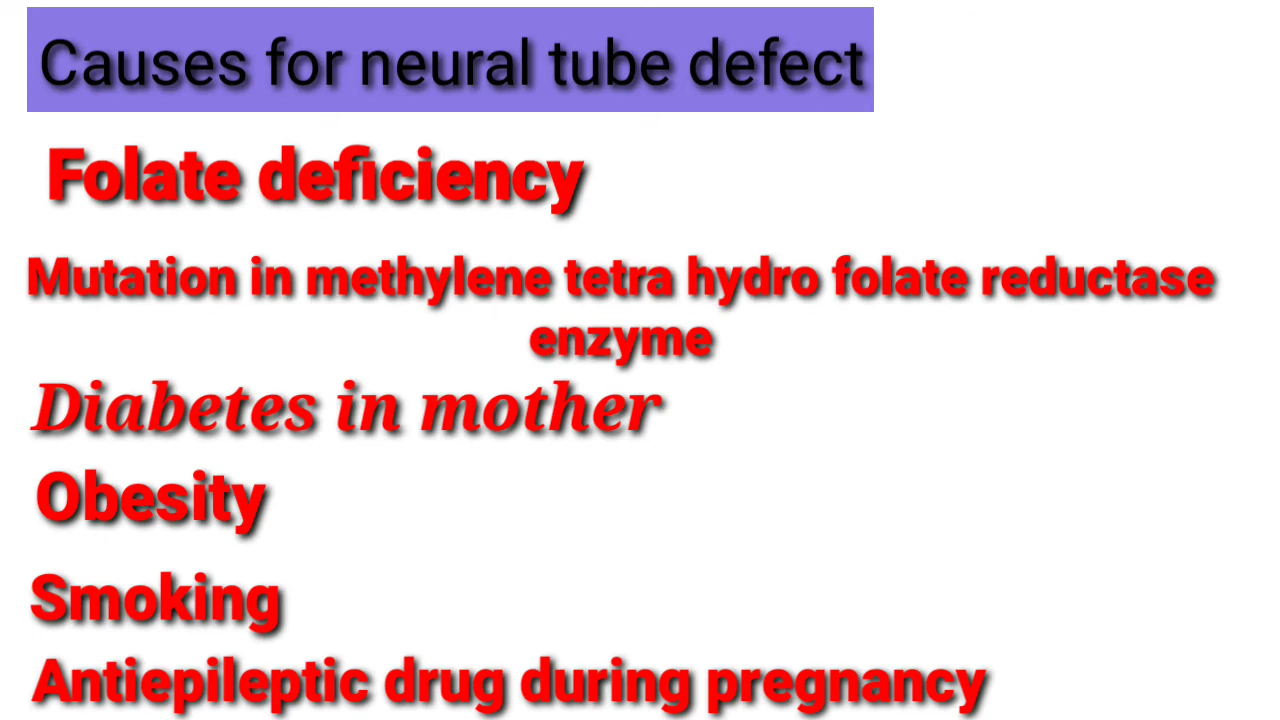 Causes for neural tube defect
Folate deficiency
Mutation in methylene tetra hydro folate reductase
enzyme
Diabetes in mother
Obesity
Smoking
Antiepileptic drug during pregnancy